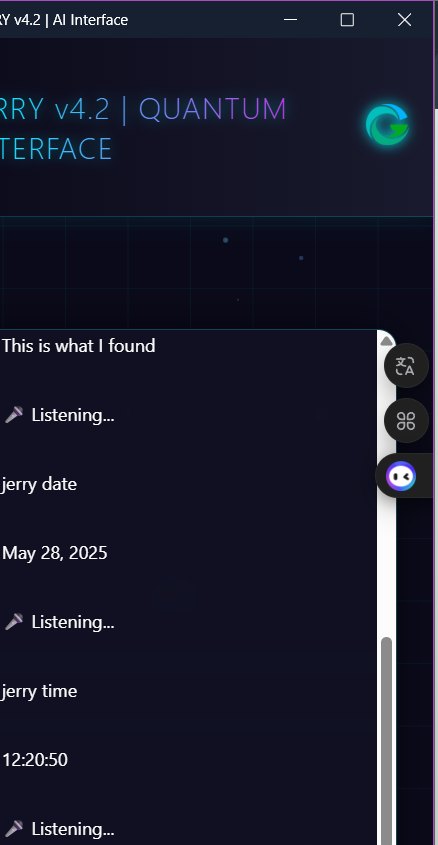 RY v4.2 | AI Interface
RRY v4.2 | QUANTUM
TERFACE
This is what I found
🎤 Listening...
jerry date
May 28, 2025
🎤 Listening...
jerry time
12:20:50
🎤 Listening...